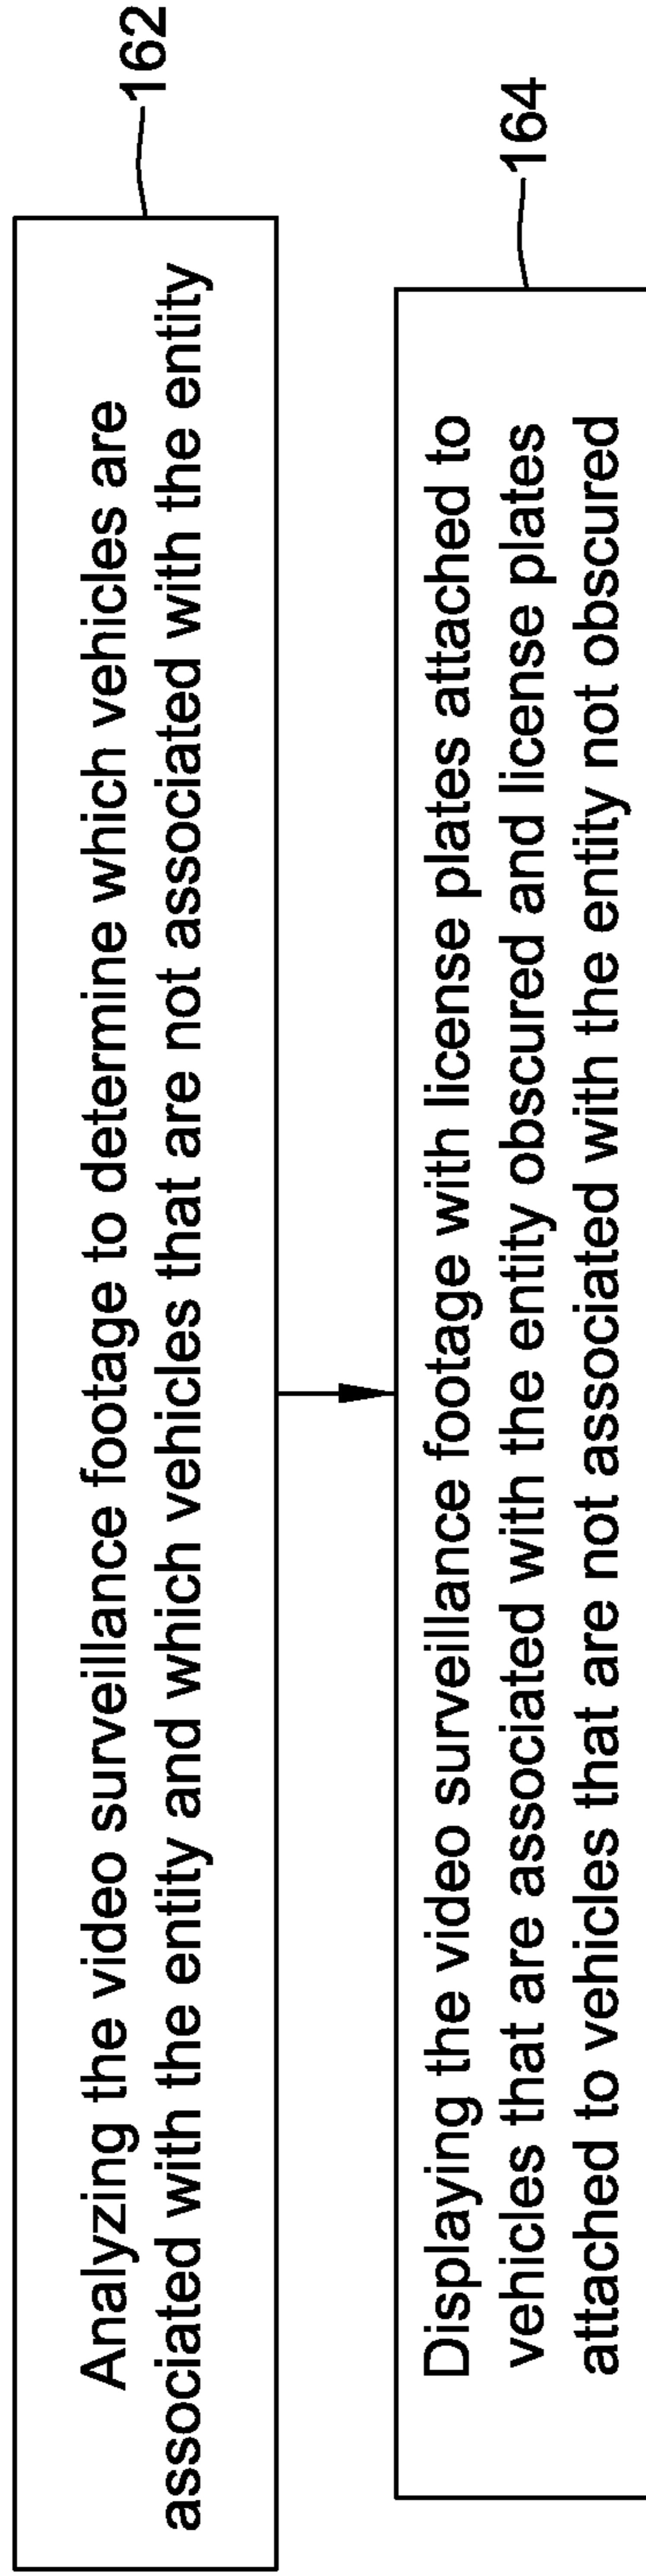 Analyzing the video surveillance footage to determine which vehicles are
associated with the entity and which vehicles that are not associated with the entity
162
Displaying the video surveillance footage with license plates attached to
vehicles that are associated with the entity obscured and license plates
attached to vehicles that are not associated with the entity not obscured
164